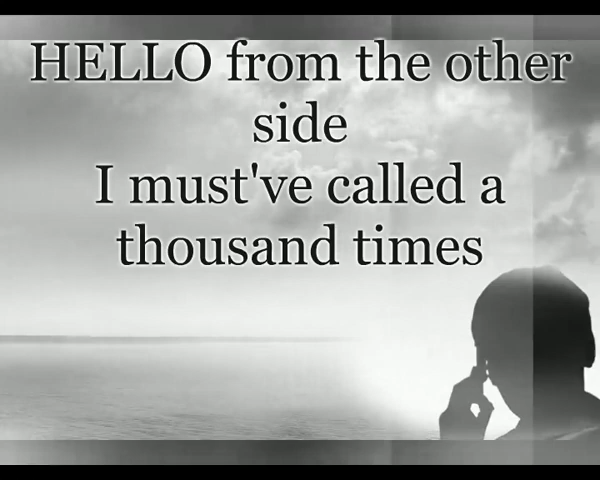 HELLO from the other
side
I must've called a
thousand times